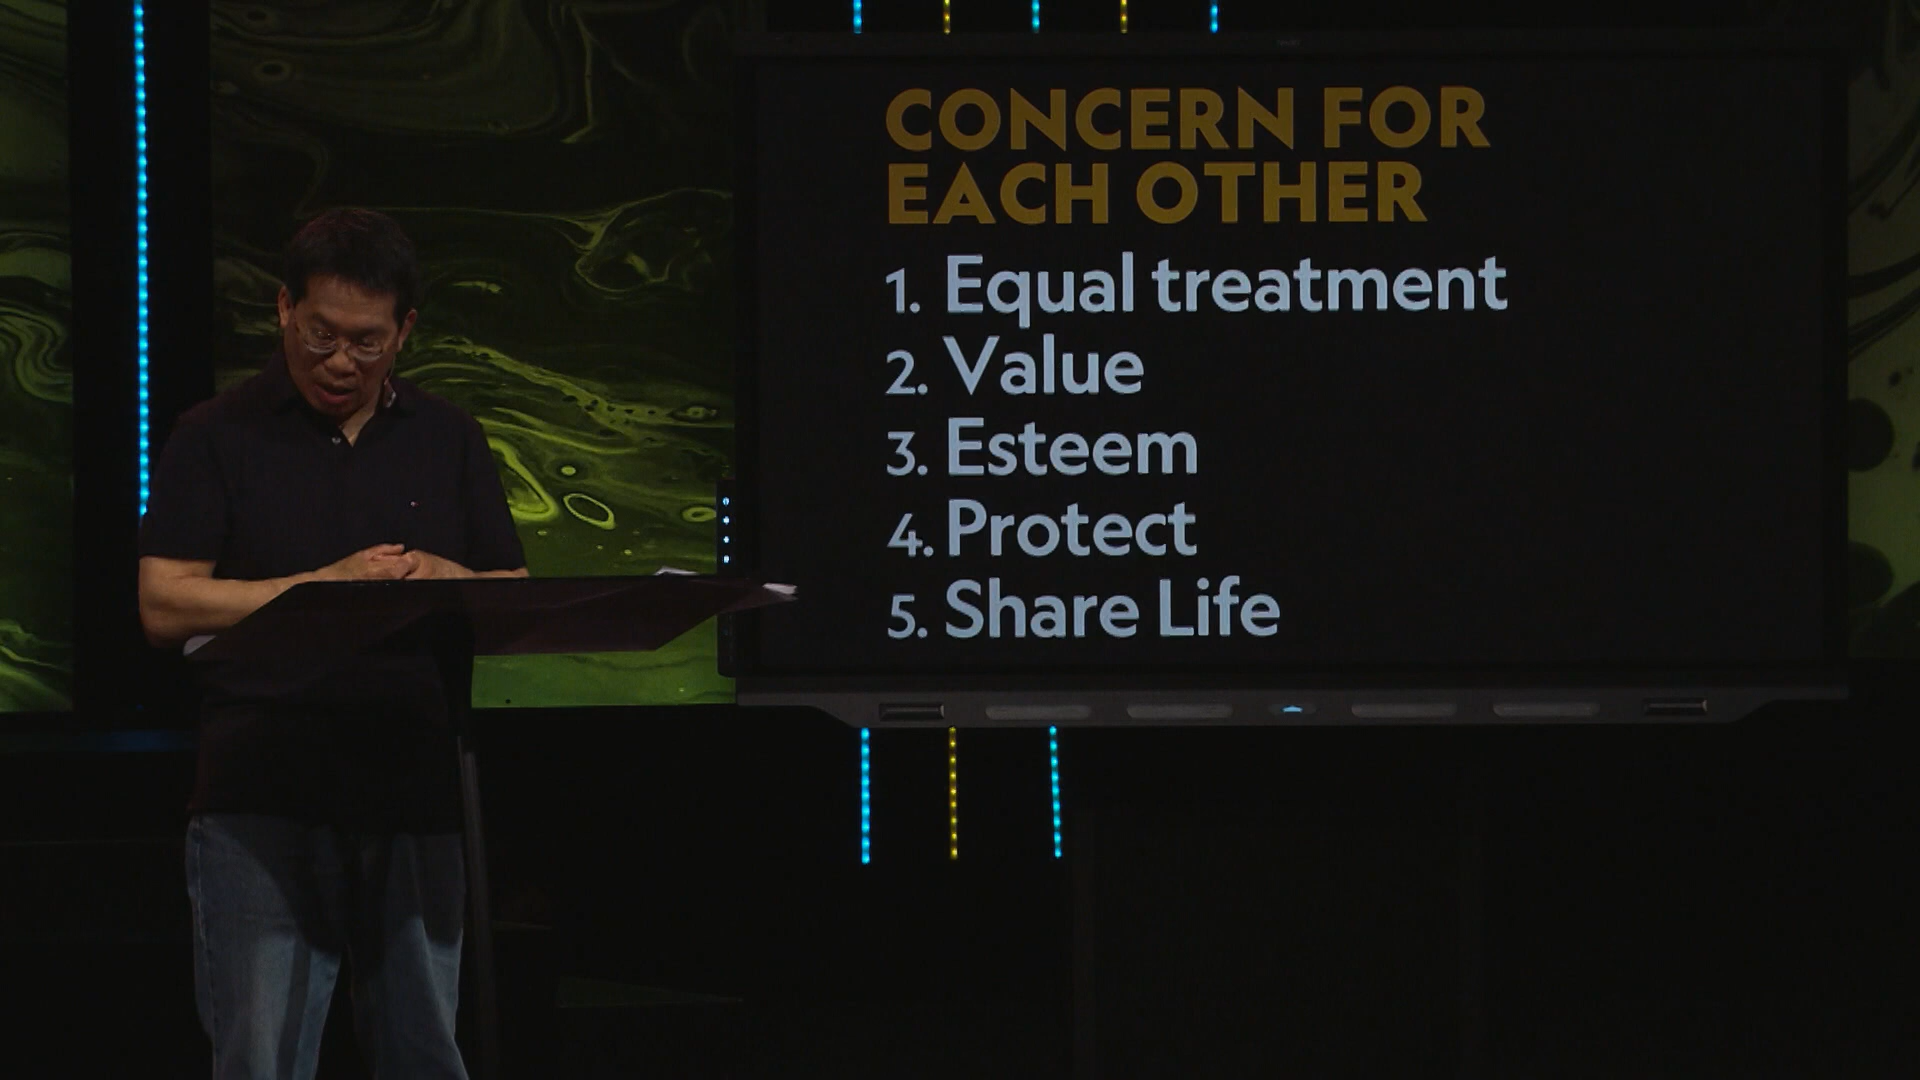 CONCERN FOR
EACH OTHER
1. Equal treatment
2. Value
3. Esteem
4. Protect
5. Share Life